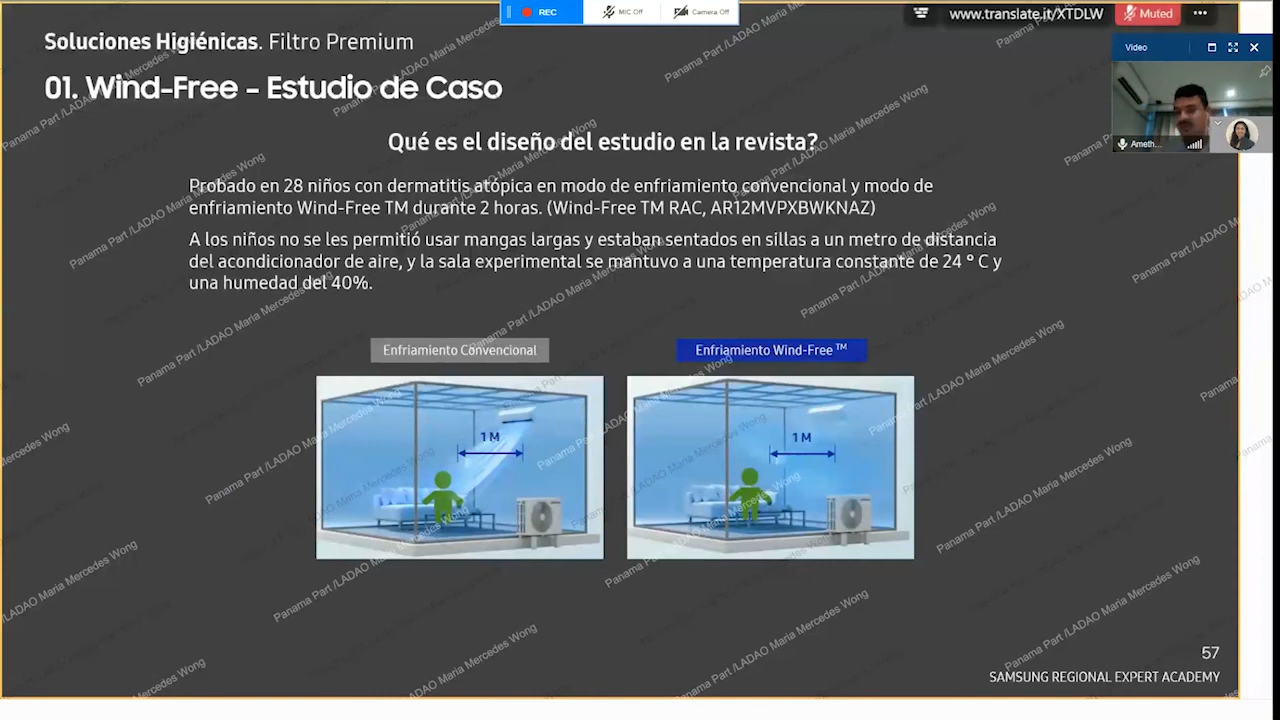 REC
MIC Off
Camera Off
www.translate.it/XTDLW
Muted
Video
Ameth...
Soluciones Higiénicas. Filtro Premium
01. Wind-Free – Estudio de Caso
Qué es el diseño del estudio en la revista?
Probado en 28 niños con dermatitis atópica en modo de enfriamiento convencional y modo de
enfriamiento Wind-Free TM durante 2 horas. (Wind-Free TM RAC, AR12MVPXBWKNAZ)
A los niños no se les permitió usar mangas largas y estaban sentados en sillas a un metro de distancia
del acondicionador de aire, y la sala experimental se mantuvo a una temperatura constante de 24 ° C y
una humedad del 40%.
Enfriamiento Convencional
Enfriamiento Wind-Free TM
1 M
1 M
57
SAMSUNG REGIONAL EXPERT ACADEMY
Panama Part /LADAO Maria Mercedes Wong